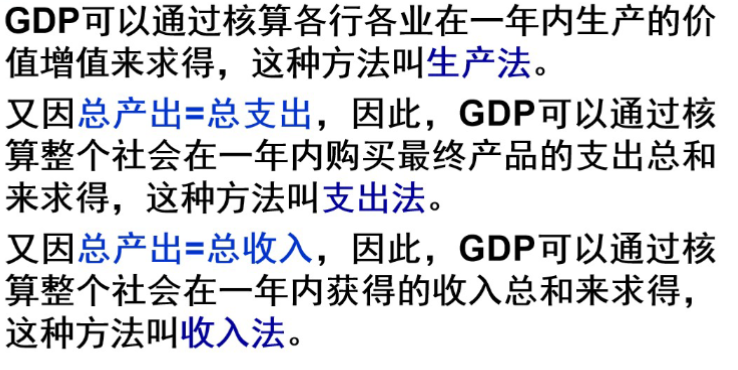 GDP可以通过核算各行各业在一年内生产的价
值增值来求得，这种方法叫生产法。
又因总产出=总支出，因此，GDP可以通过核
算整个社会在一年内购买最终产品的支出总和
来求得，这种方法叫支出法。
又因总产出=总收入，因此，GDP可以通过核
算整个社会在一年内获得的收入总和来求得，
这种方法叫收入法。